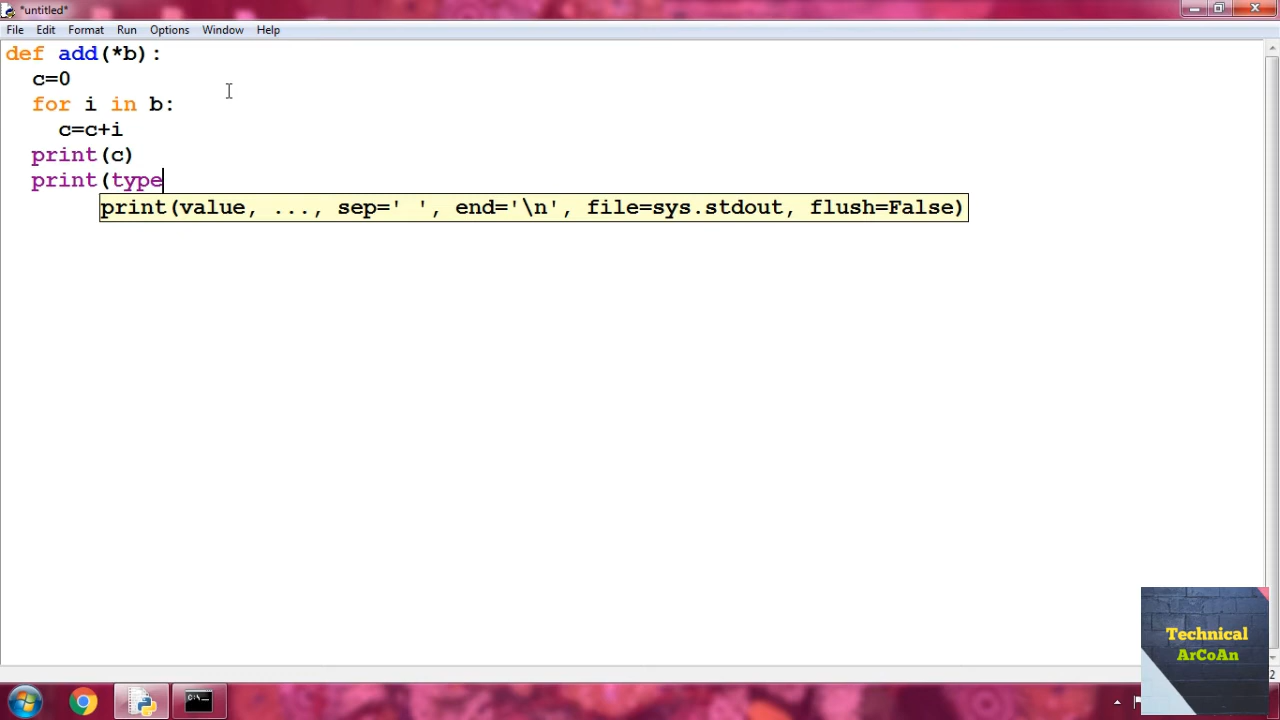 *untitled*
File Edit Format Run Options Window Help
def add(*b):
  c=0
  for i in b:
    c=c+i
  print(c)
  print(type
print(value, ..., sep=' ', end='\n', file=sys.stdout, flush=False)
Technical
ArCoAn
2
C:\